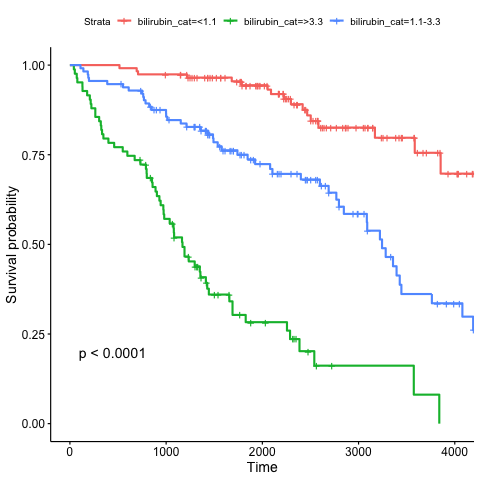 Strata bilirubin_cat=<1.1 bilirubin_cat=>3.3 bilirubin_cat=1.1-3.3
1.00
0.75
0.50
0.25
0.00
Survival probability
p < 0.0001
0 1000 2000 3000 4000
Time